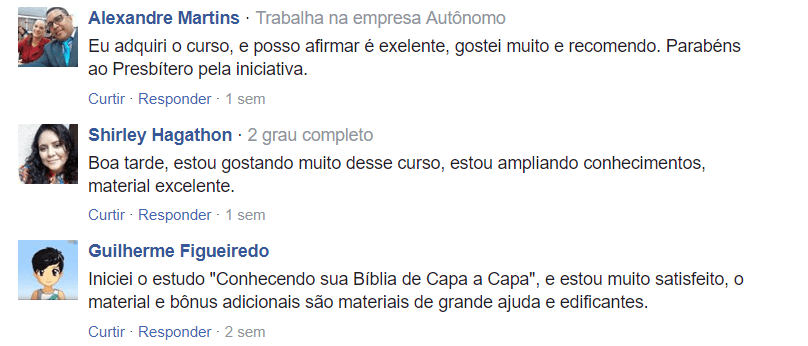 Alexandre Martins · Trabalha na empresa Autônomo
Eu adquiri o curso, e posso afirmar é exelente, gostei muito e recomendo. Parabéns
ao Presbítero pela iniciativa.
Curtir · Responder · 1 sem
Shirley Hagathon · 2 grau completo
Boa tarde, estou gostando muito desse curso, estou ampliando conhecimentos,
material excelente.
Curtir · Responder · 1 sem
Guilherme Figueiredo
Iniciei o estudo "Conhecendo sua Bíblia de Capa a Capa", e estou muito satisfeito, o
material e bônus adicionais são materiais de grande ajuda e edificantes.
Curtir · Responder · 2 sem